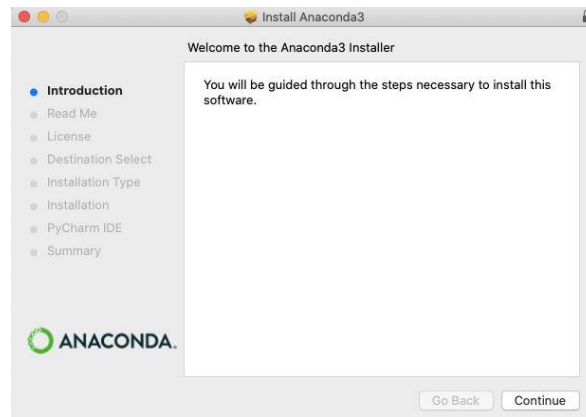 Install Anaconda3
Welcome to the Anaconda3 Installer
Introduction
Read Me
License
Destination Select
Installation Type
Installation
PyCharm IDE
Summary
You will be guided through the steps necessary to install this
software.
ANACONDA.
Go Back
Continue